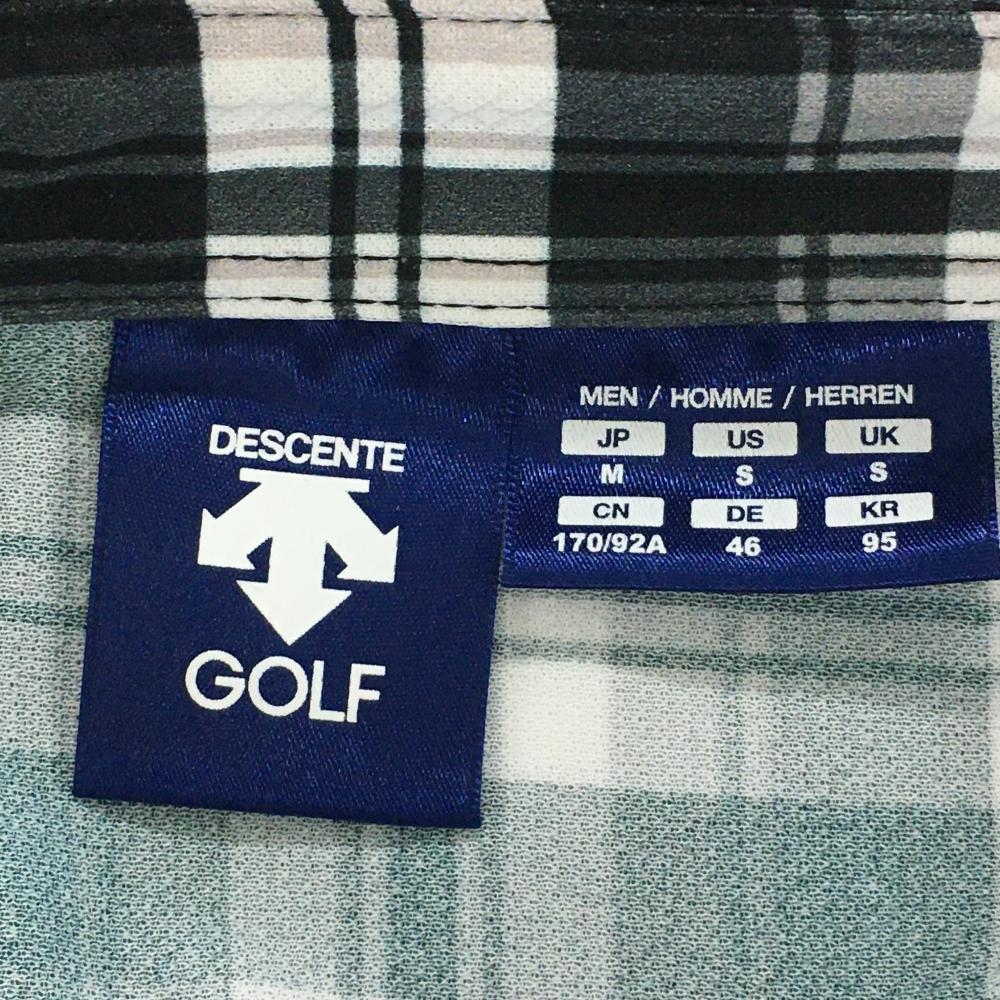 DESCENTE
GOLF
MEN / HOMME / HERREN
JP US UK
M S S
CN DE KR
170/92A 46 95